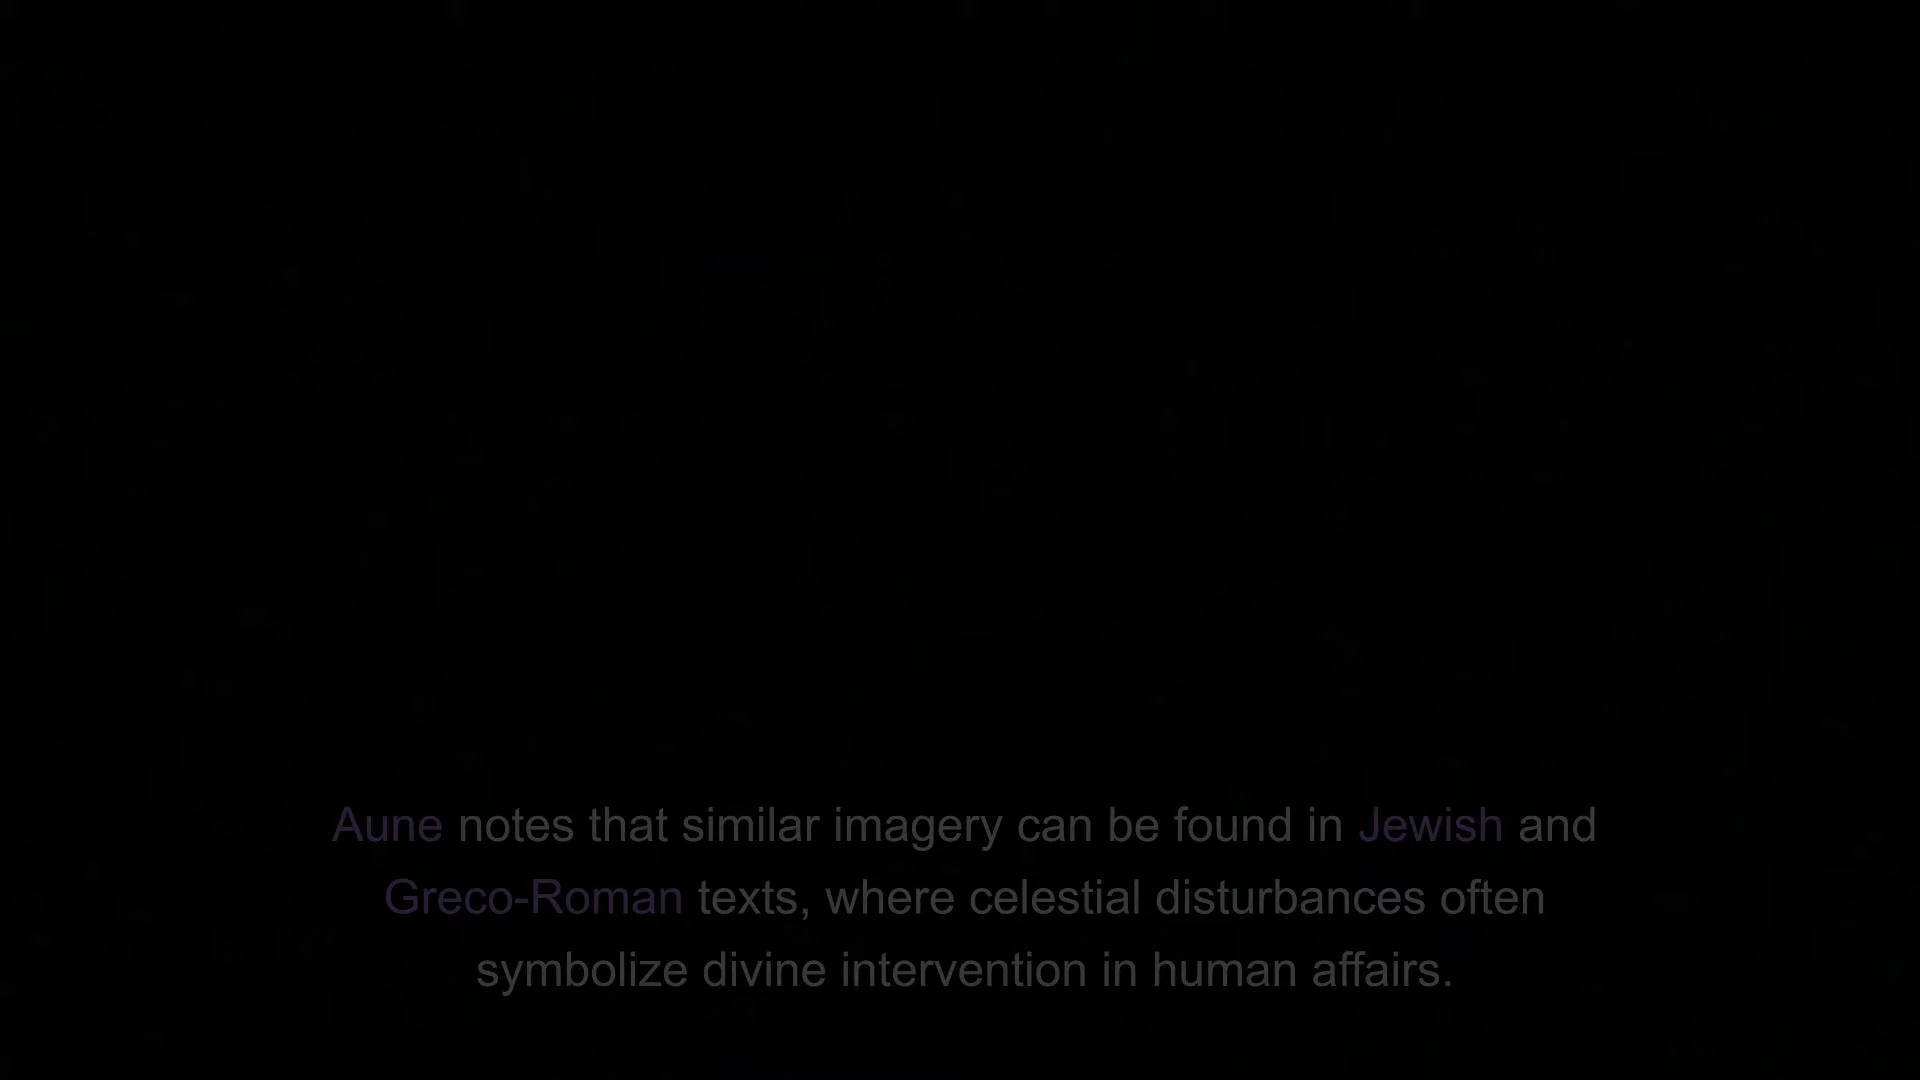 Aune notes that similar imagery can be found in Jewish and
Greco-Roman texts, where celestial disturbances often
symbolize divine intervention in human affairs.